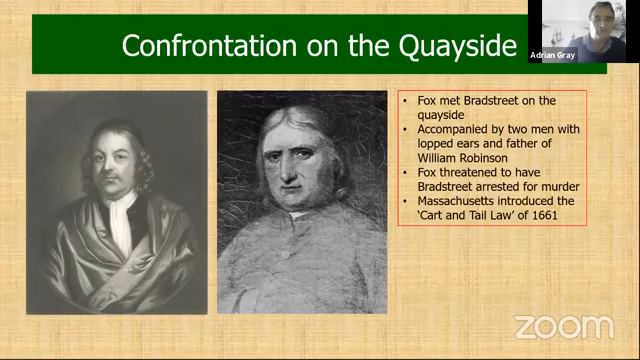 Confrontation on the Quayside
Adrian Gray
• Fox met Bradstreet on the
quayside
• Accompanied by two men with
lopped ears and father of
William Robinson
• Fox threatened to have
Bradstreet arrested for murder
• Massachusetts introduced the
‘Cart and Tail Law’ of 1661
zoom